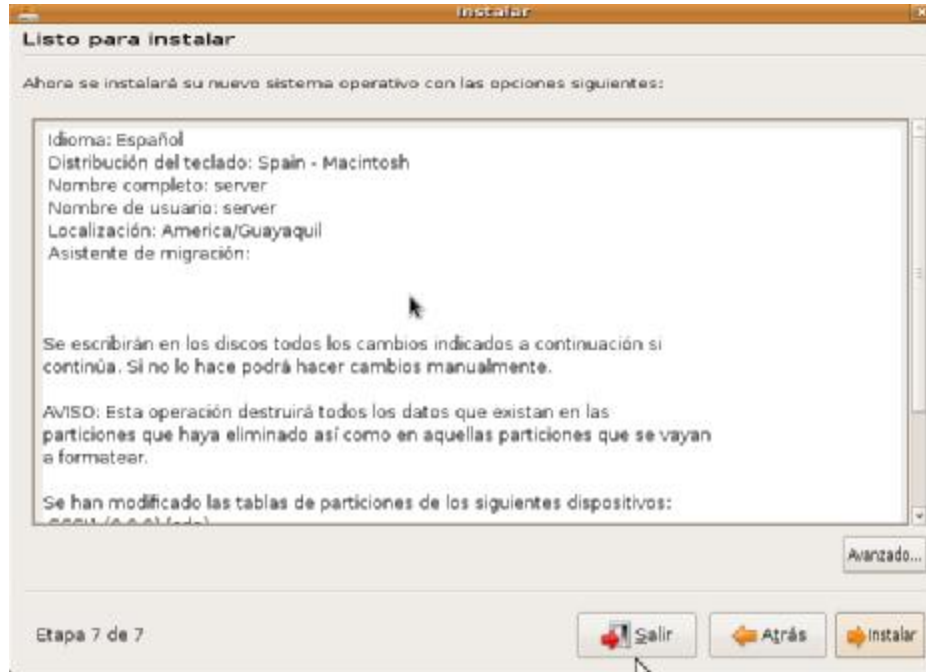 Instalar
Listo para instalar
Ahora se instalará su nuevo sistema operativo con las opciones siguientes:
Idioma: Español
Distribución del teclado: Spain - Macintosh
Nombre completo: server
Nombre de usuario: server
Localización: America/Guayaquil
Asistente de migración:
Se escribirán en los discos todos los cambios indicados a continuación si
continúa. Si no lo hace podrá hacer cambios manualmente.
AVISO: Esta operación destruirá todos los datos que existan en las
particiones que haya eliminado así como en aquellas particiones que se vayan
a formatear.
Se han modificado las tablas de particiones de los siguientes dispositivos:
Avanzado...
Etapa 7 de 7
Salir
Atrás
Instalar